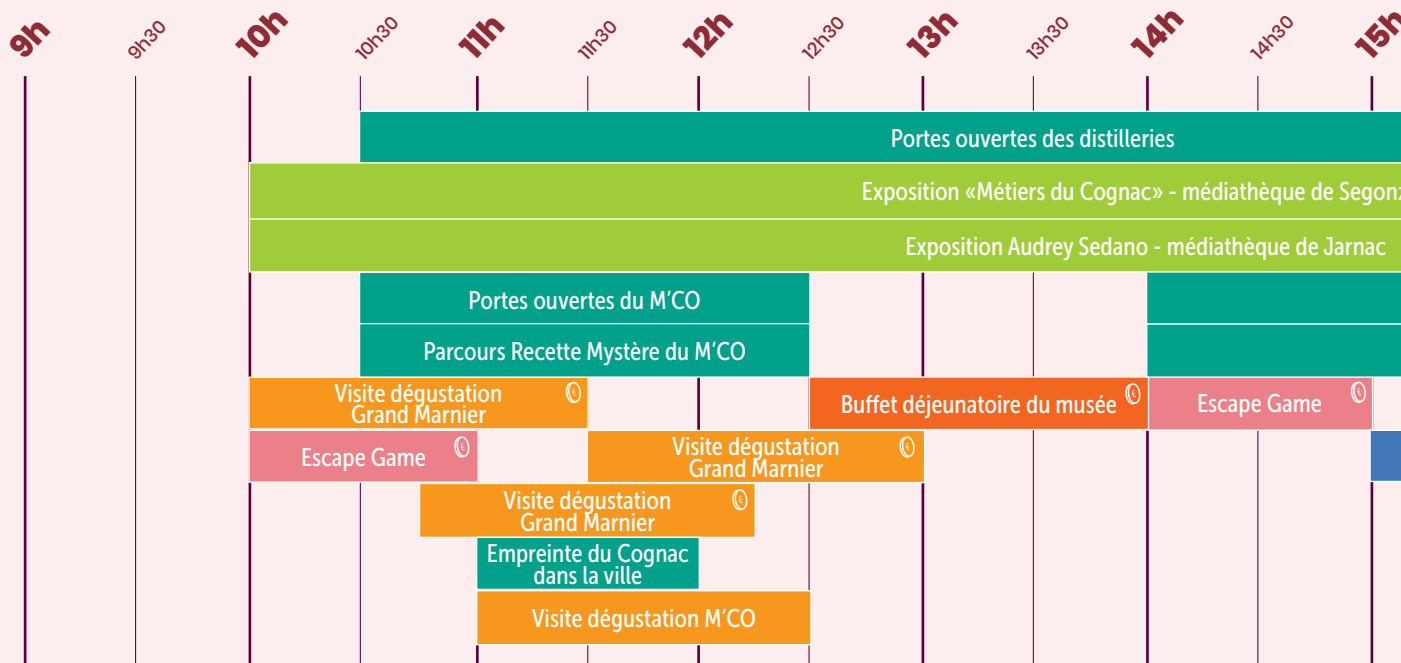 9h 9h30 10h 10h30 11h 11h30 12h 12h30 13h 13h30 14h 14h30 15h
Portes ouvertes des distilleries
Exposition «Métiers du Cognac» - médiathèque de Segonz
Exposition Audrey Sedano - médiathèque de Jarnac
Portes ouvertes du M'CO
Parcours Recette Mystère du M'CO
Visite dégustation
Grand Marnier €
Buffet déjeunatoire du musée €
Escape Game €
Escape Game €
Visite dégustation
Grand Marnier €
Visite dégustation
Grand Marnier €
Empreinte du Cognac
dans la ville
Visite dégustation M'CO